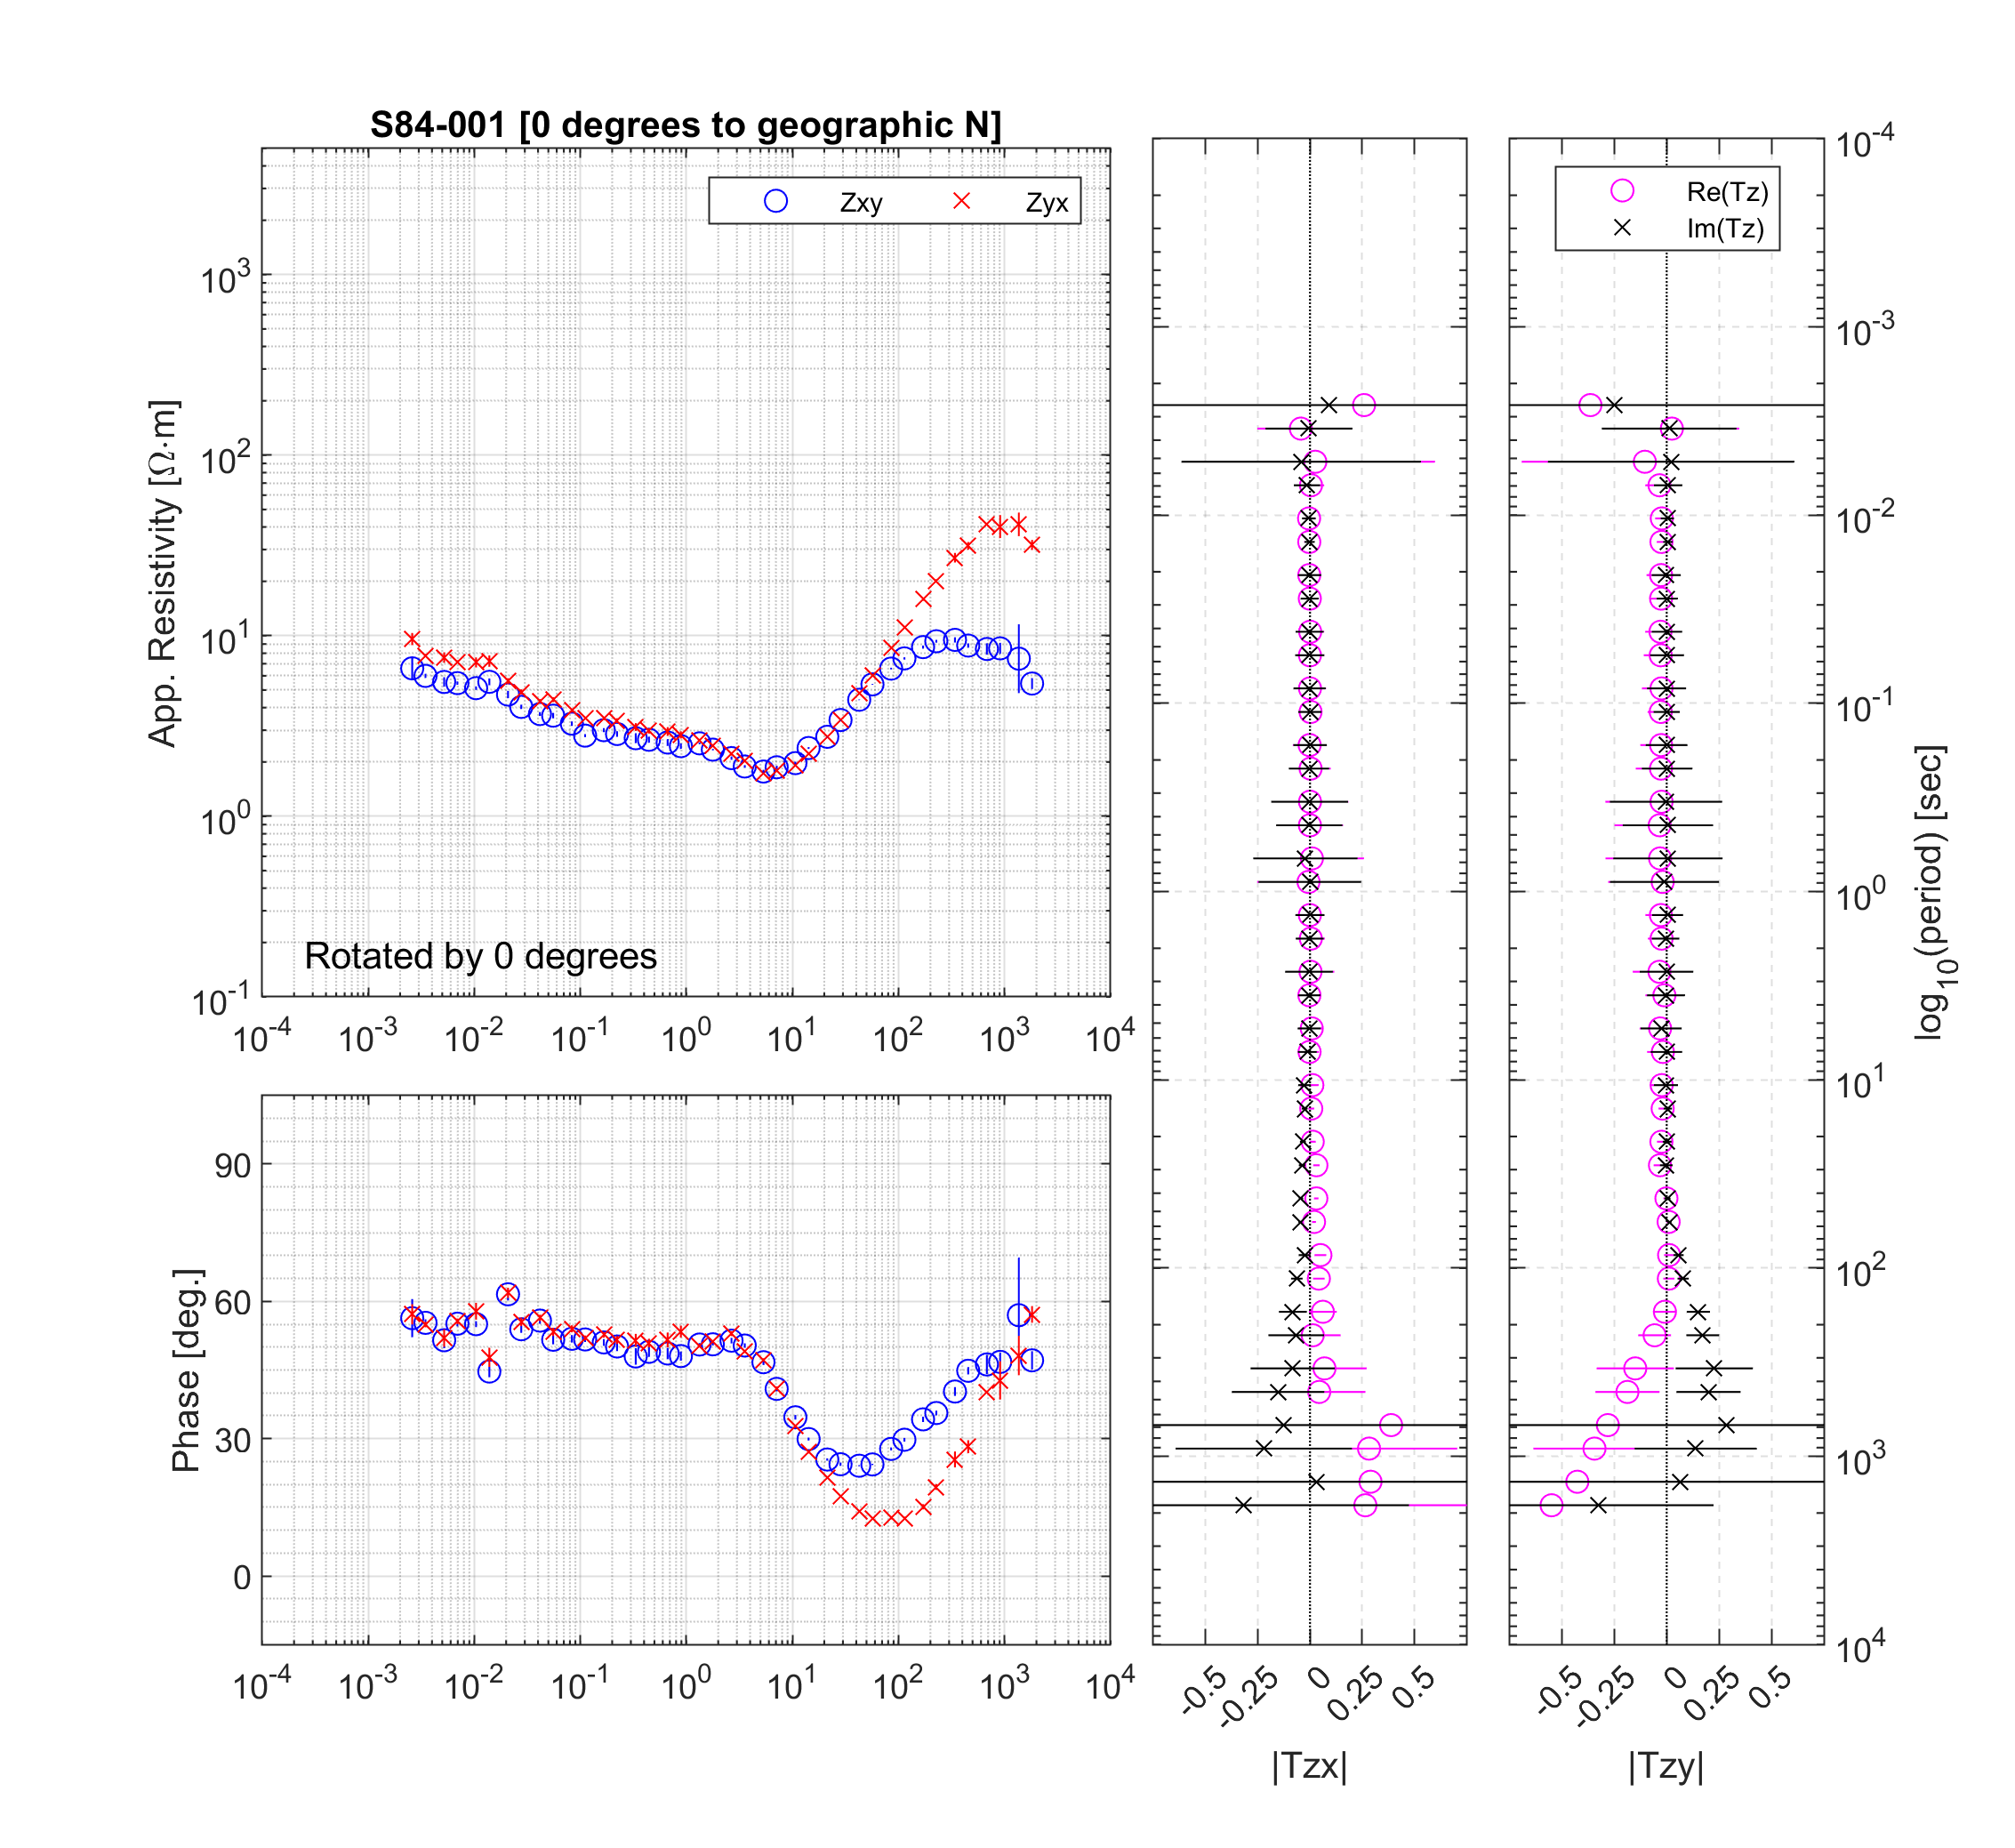 S84-001 [0 degrees to geographic N]
Zxy Zyx
App. Resistivity [Ω·m]
10^3
10^2
10^1
10^0
10^-1
Rotated by 0 degrees
10^-4 10^-3 10^-2 10^-1 10^0 10^1 10^2 10^3 10^4
Phase [deg.]
90
60
30
0
10^-4 10^-3 10^-2 10^-1 10^0 10^1 10^2 10^3 10^4
-0.5 -0.25 0 0.25 0.5
|Tzx|
Re(Tz)
Im(Tz)
-0.5 -0.25 0 0.25 0.5
|Tzy|
10^-4
10^-3
10^-2
10^-1
10^0
10^1
10^2
10^3
10^4
log_10(period) [sec]